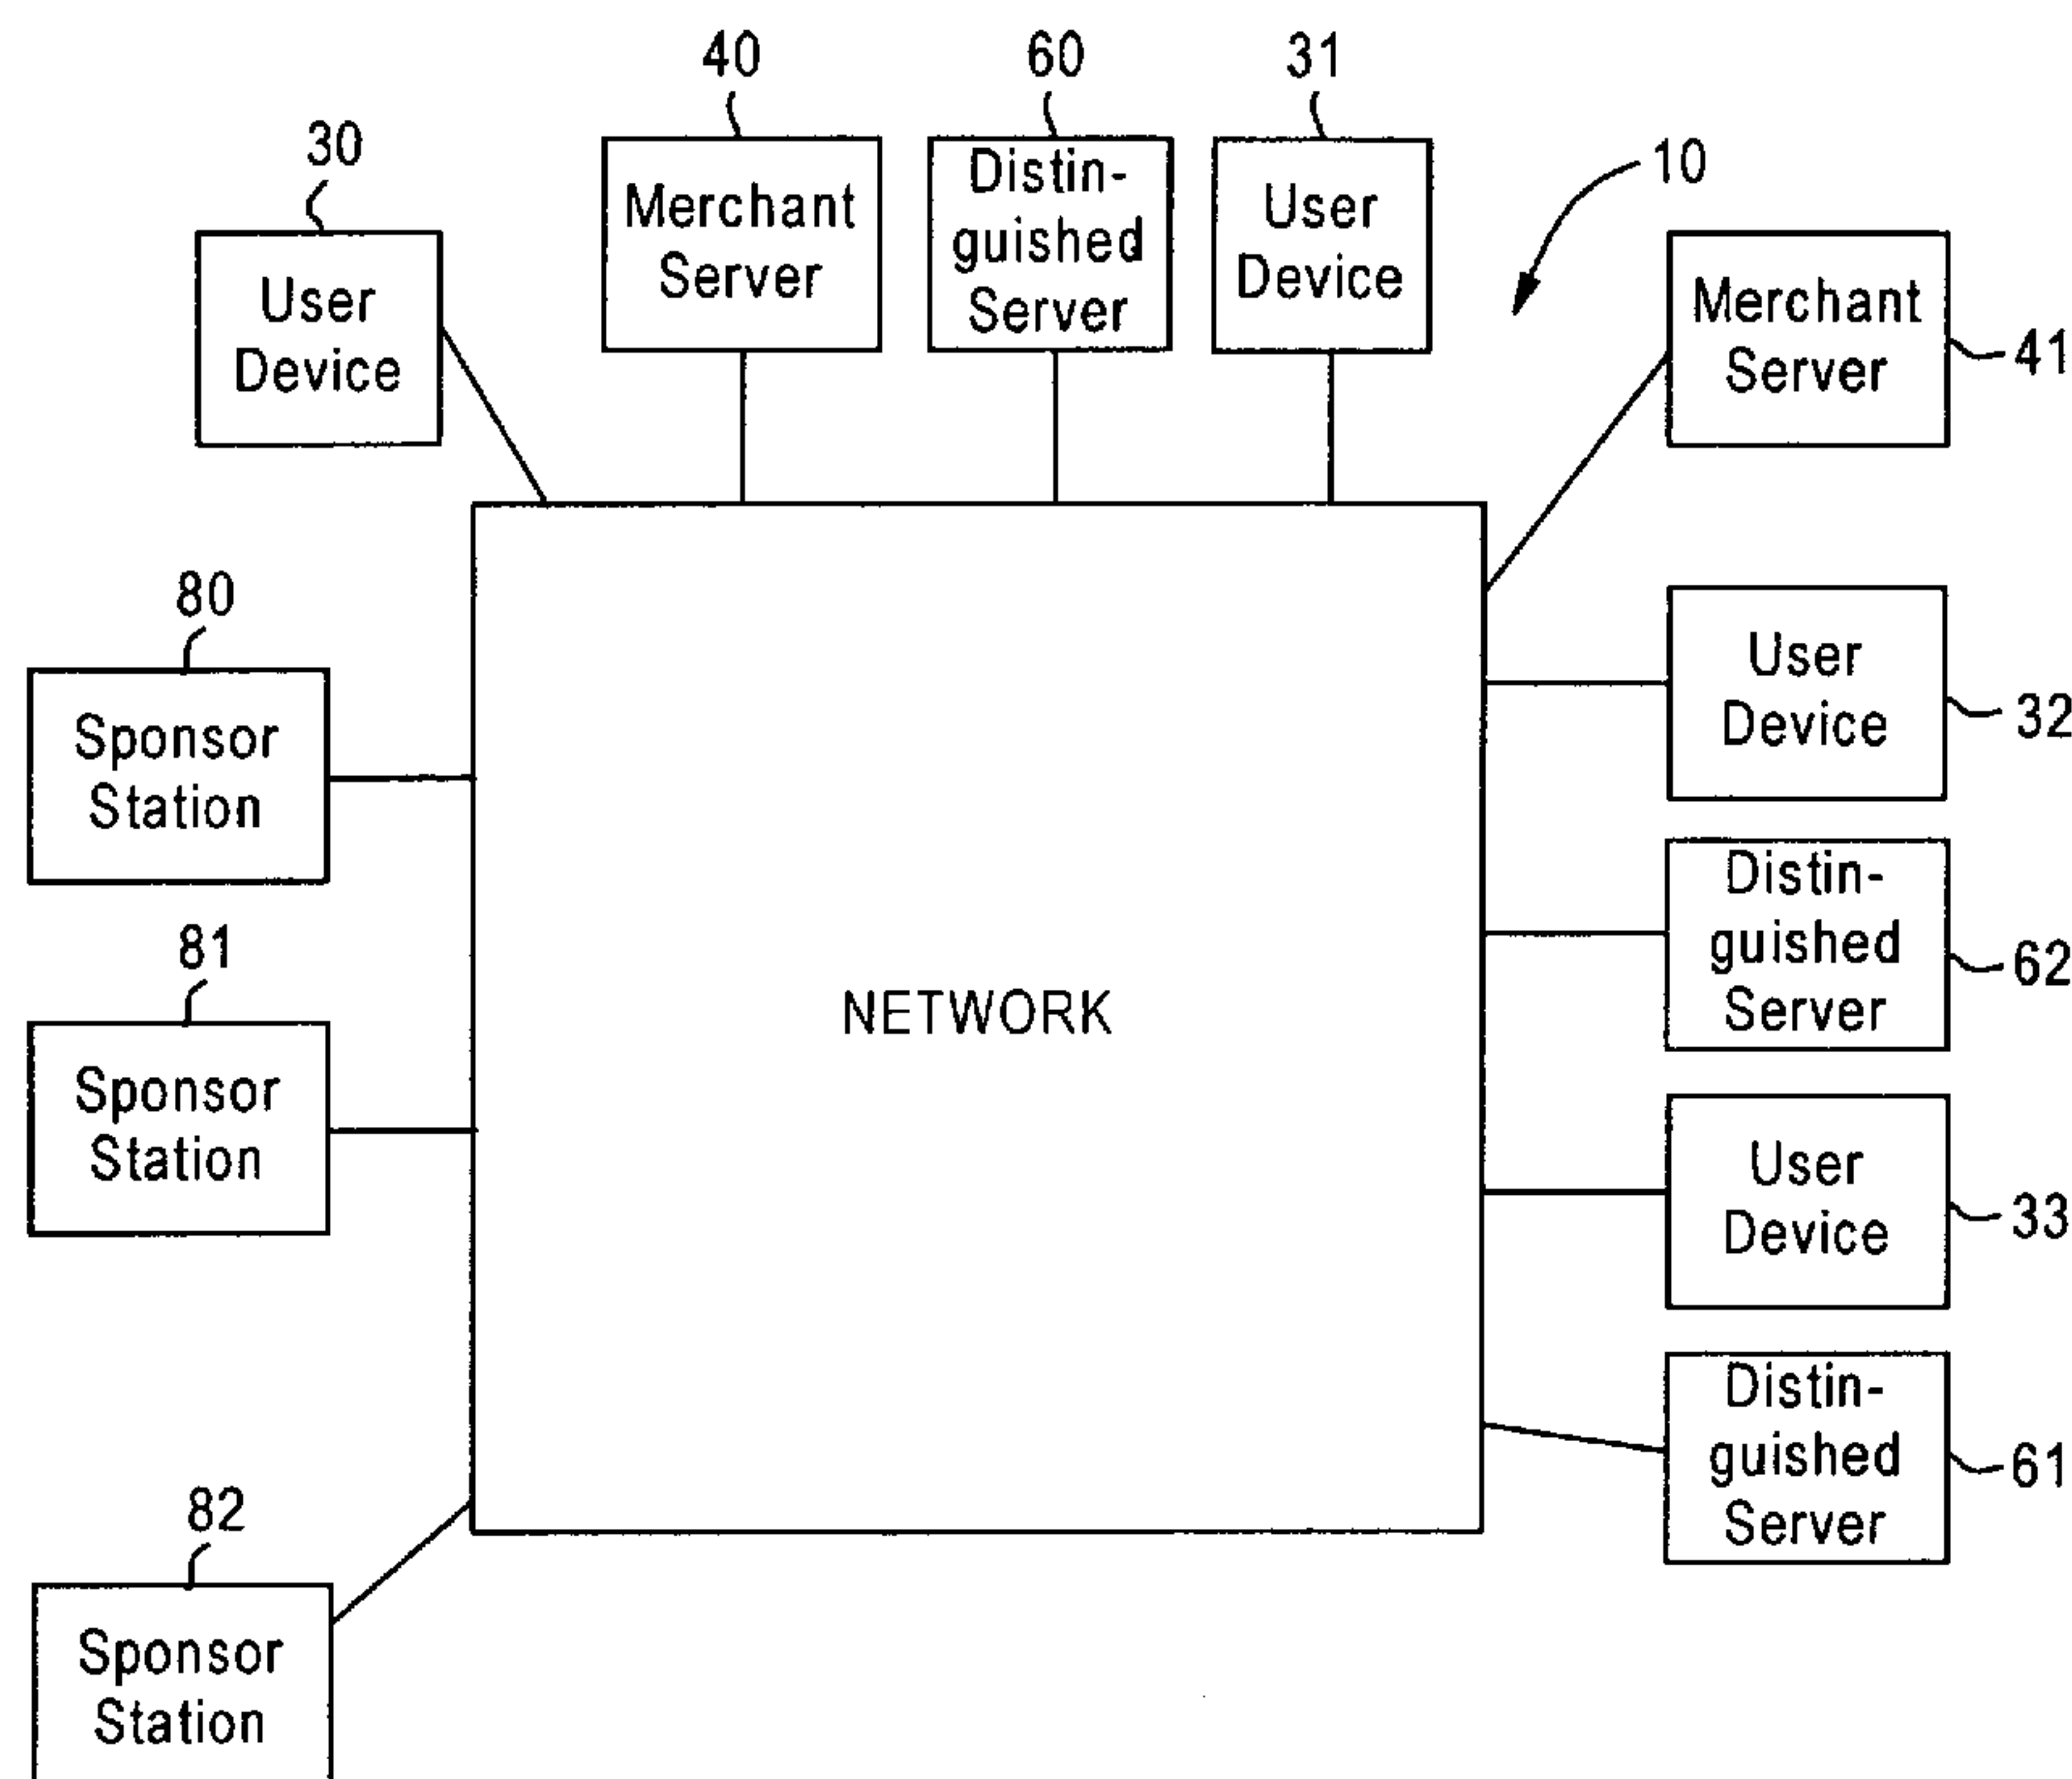 40
60
31
30
10
Merchant
Server
Distin-
guished
Server
User
Device
User
Device
Merchant
Server
41
80
Sponsor
Station
User
Device
32
81
Sponsor
Station
NETWORK
Distin-
guished
Server
62
User
Device
33
82
Sponsor
Station
Distin-
guished
Server
61